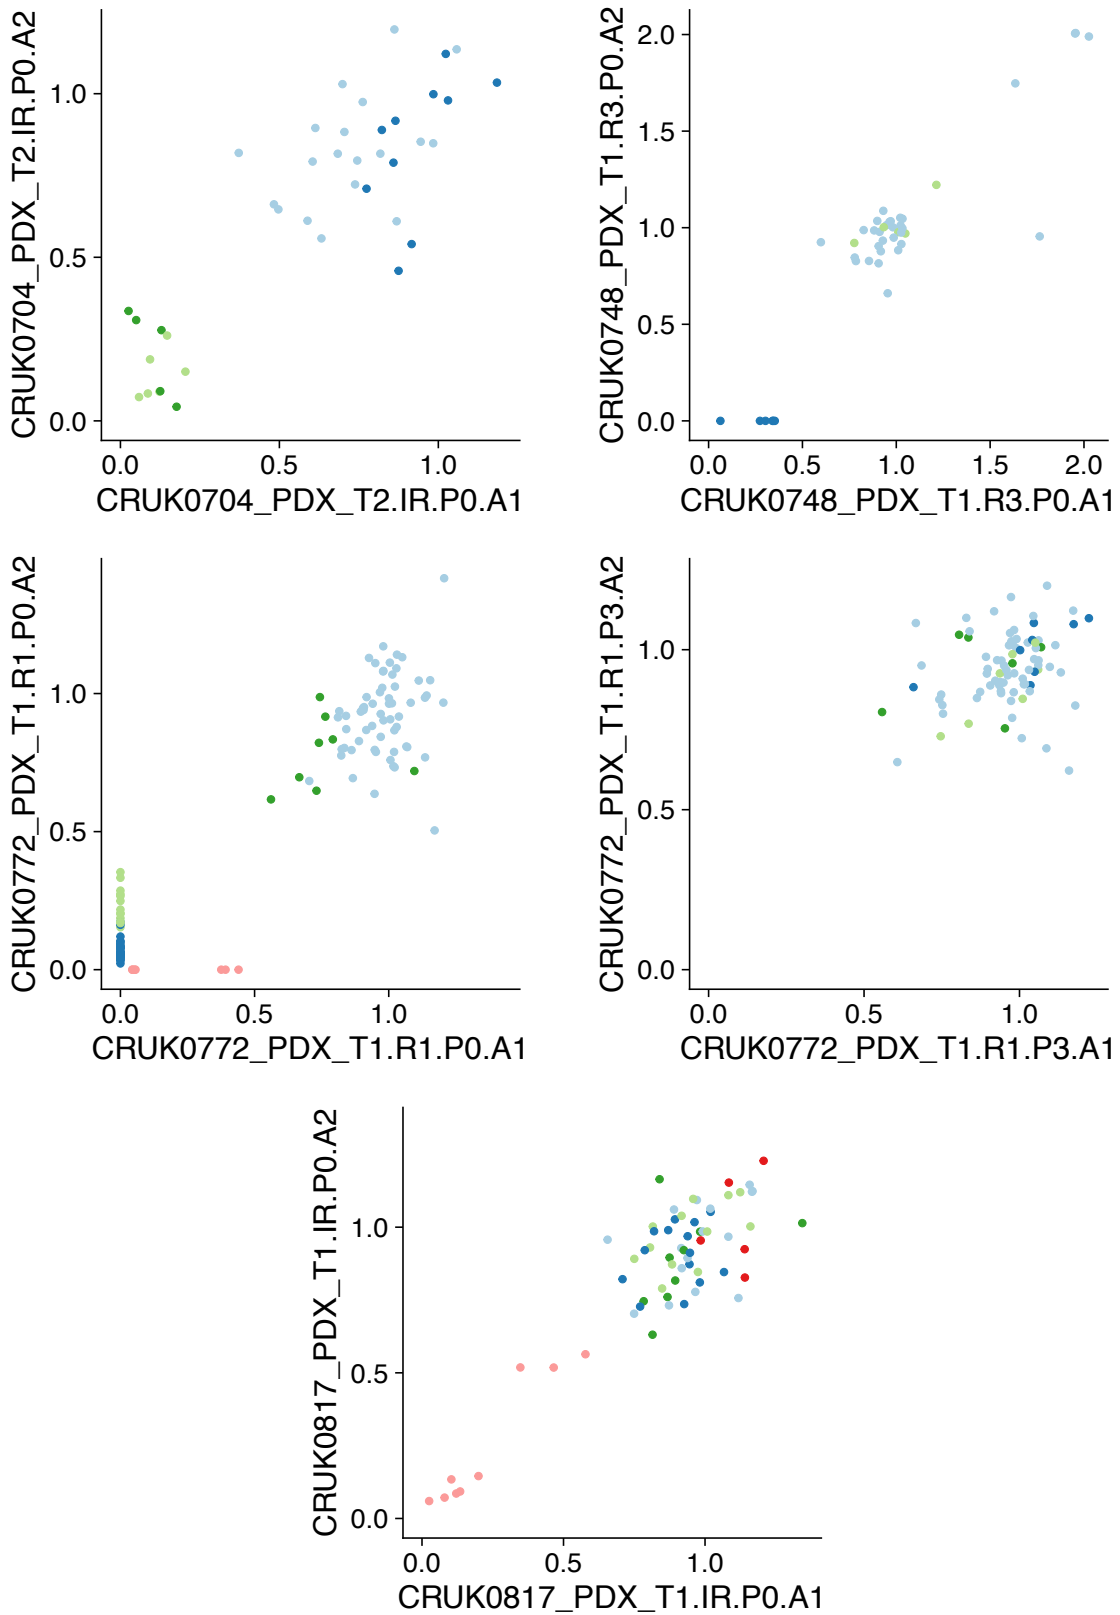 CRUK0704_PDX_T2.IR.P0.A2
1.0
0.5
0.0
0.0 0.5 1.0
CRUK0704_PDX_T2.IR.P0.A1
CRUK0748_PDX_T1.R3.P0.A2
2.0
1.5
1.0
0.5
0.0
0.0 0.5 1.0 1.5 2.0
CRUK0748_PDX_T1.R3.P0.A1
CRUK0772_PDX_T1.R1.P0.A2
1.0
0.5
0.0
0.0 0.5 1.0
CRUK0772_PDX_T1.R1.P0.A1
CRUK0772_PDX_T1.R1.P3.A2
1.0
0.5
0.0
0.0 0.5 1.0
CRUK0772_PDX_T1.R1.P3.A1
CRUK0817_PDX_T1.IR.P0.A2
1.0
0.5
0.0
0.0 0.5 1.0
CRUK0817_PDX_T1.IR.P0.A1